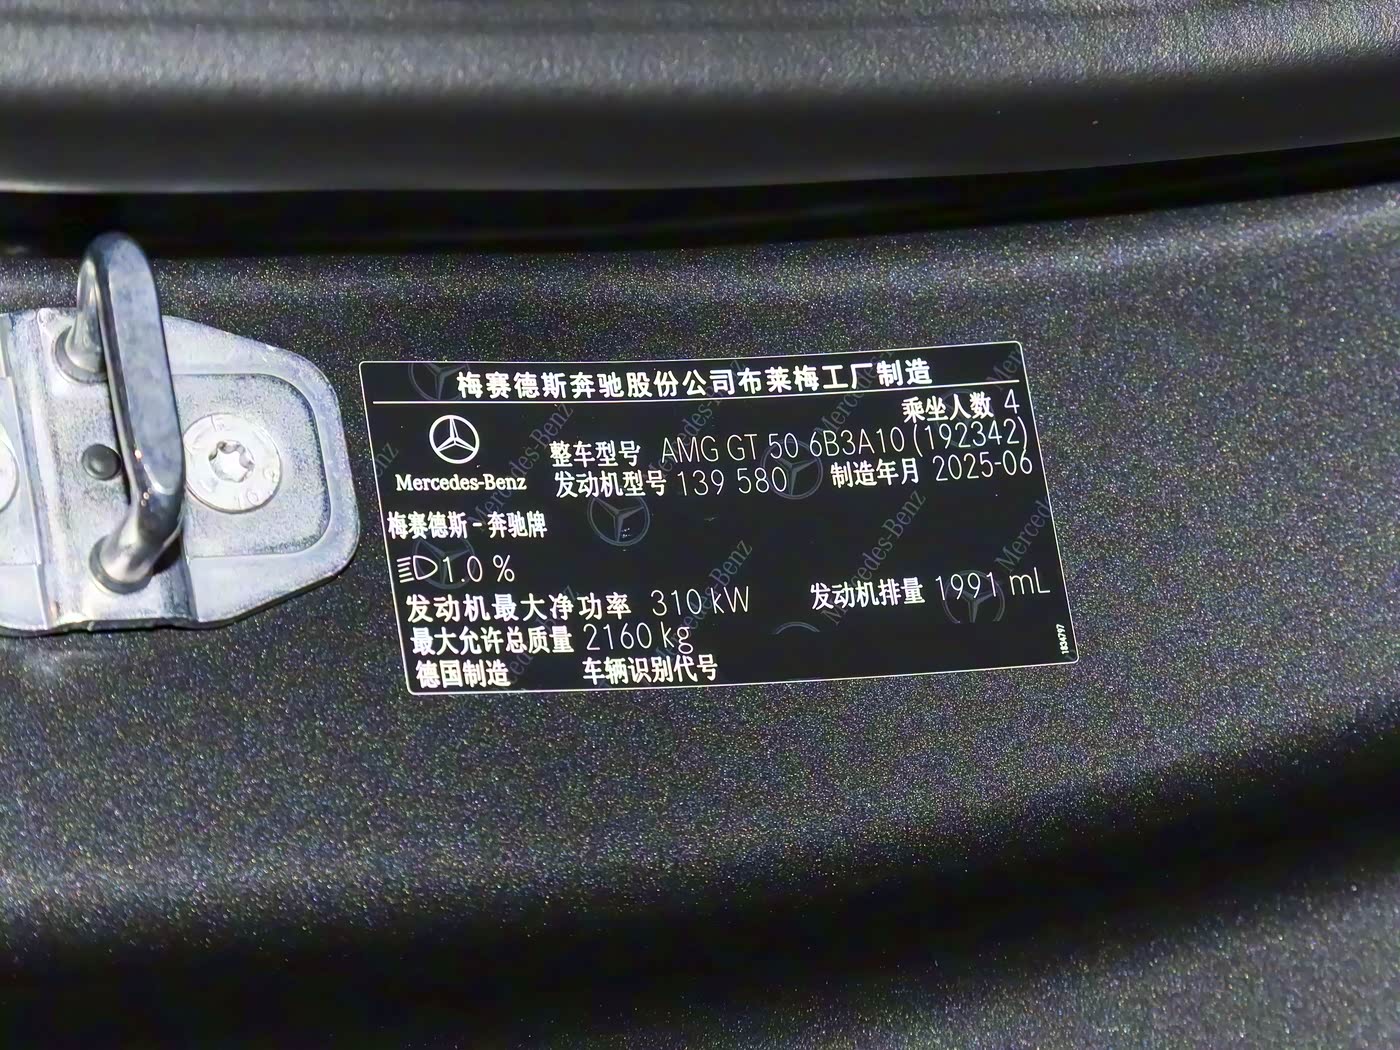 梅赛德斯奔驰股份公司布莱梅工厂制造
乘坐人数 4
Mercedes-Benz
整车型号 AMG GT 50 6B3A10 (192342)
发动机型号 139 580 制造年月 2025-06
梅赛德斯-奔驰牌
1.0 %
发动机最大净功率 310 kW 发动机排量 1991 mL
最大允许总质量 2160 kg
德国制造 车辆识别代号
1834797